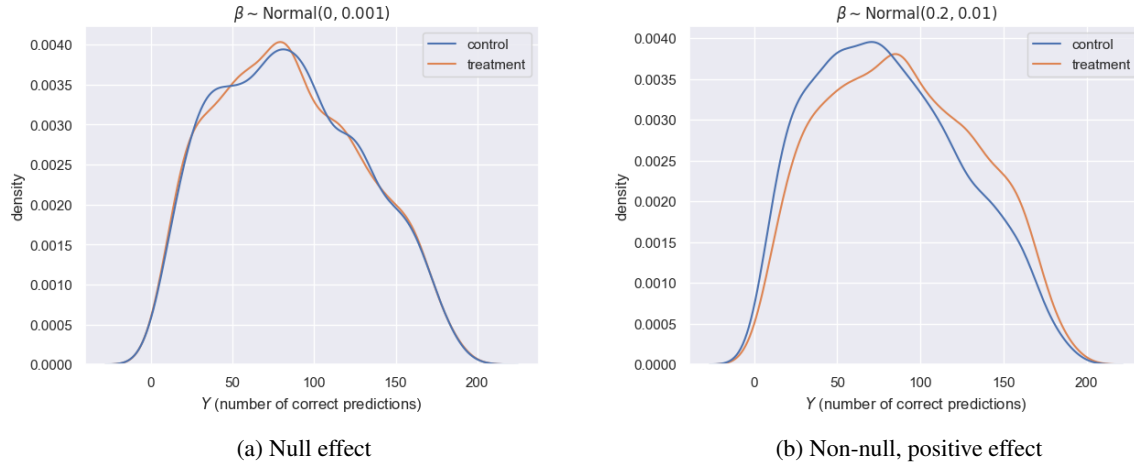 β ~ Normal(0, 0.001)
control
treatment
0.0040
0.0035
0.0030
0.0025
0.0020
0.0015
0.0010
0.0005
0.0000
density
0 50 100 150 200
Y (number of correct predictions)
(a) Null effect
β ~ Normal(0.2, 0.01)
control
treatment
0.0040
0.0035
0.0030
0.0025
0.0020
0.0015
0.0010
0.0005
0.0000
density
0 50 100 150 200
Y (number of correct predictions)
(b) Non-null, positive effect